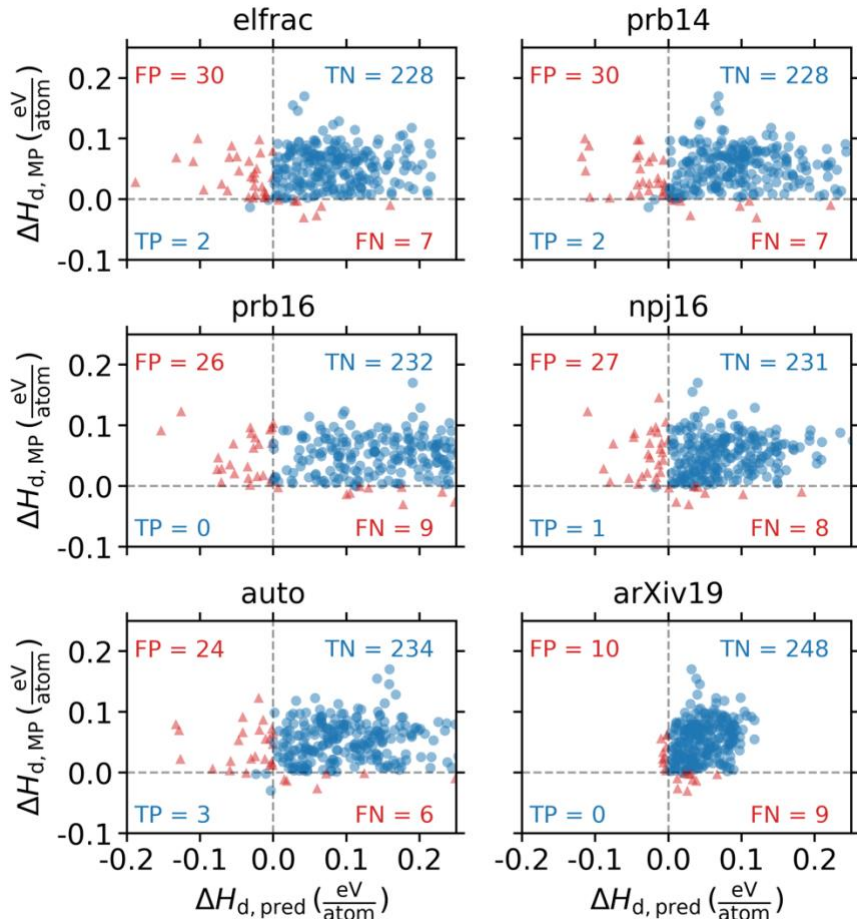 elfrac prb14
FP = 30 TN = 228 FP = 30 TN = 228
0.2
0.1
0.0
-0.1
ΔH_d, MP (eV/atom)
TP = 2 FN = 7 TP = 2 FN = 7
prb16 npj16
FP = 26 TN = 232 FP = 27 TN = 231
0.2
0.1
0.0
-0.1
ΔH_d, MP (eV/atom)
TP = 0 FN = 9 TP = 1 FN = 8
auto arXiv19
FP = 24 TN = 234 FP = 10 TN = 248
0.2
0.1
0.0
-0.1
ΔH_d, MP (eV/atom)
TP = 3 FN = 6 TP = 0 FN = 9
-0.2 -0.1 0.0 0.1 0.2 -0.2 -0.1 0.0 0.1 0.2
ΔH_d, pred (eV/atom) ΔH_d, pred (eV/atom)